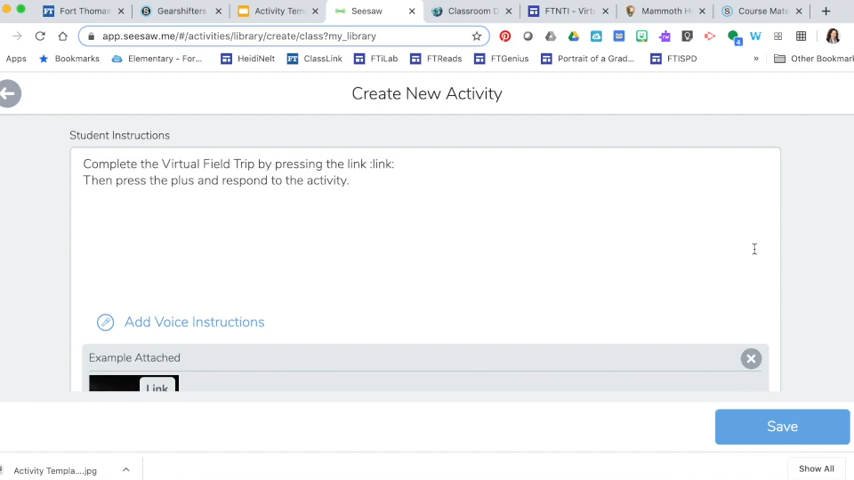 Fort Thomas
Gearshifters
Activity Tem
Seesaw
Classroom D
FTNTI - Virtu
Mammoth H
Course Mate
app.seesaw.me/#/activities/library/create/class?my_library
Apps
Bookmarks
Elementary - For...
HeidiNelt
ClassLink
FTiLab
FTReads
FTGenius
Portrait of a Grad...
FTISPD
»
Other Bookmar
Create New Activity
Student Instructions
Complete the Virtual Field Trip by pressing the link :link:
Then press the plus and respond to the activity.
Add Voice Instructions
Example Attached
Link
Save
Activity Templa....jpg
Show All